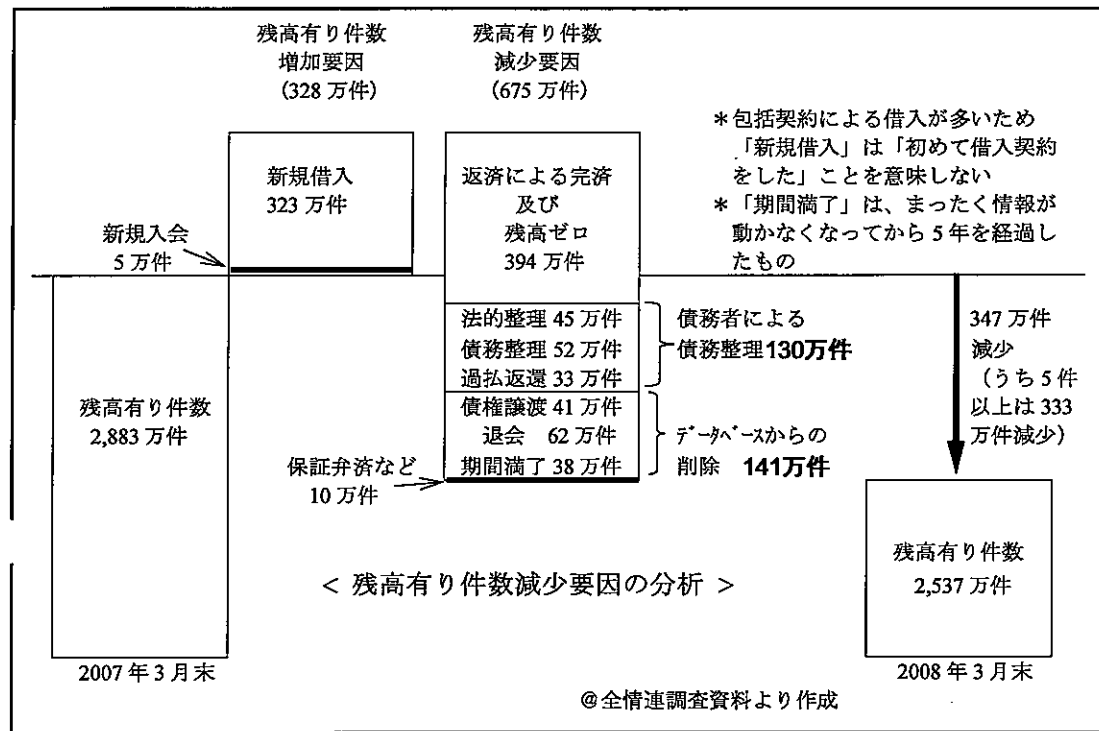 残高有り件数
増加要因
(328 万件)
残高有り件数
減少要因
(675 万件)
新規借入
323 万件
新規入会
5 万件
返済による完済
及び
残高ゼロ
394 万件
＊包括契約による借入が多いため
「新規借入」は「初めて借入契約
をした」ことを意味しない
＊「期間満了」は、まったく情報が
動かなくなってから 5 年を経過し
たもの
法的整理 45 万件
債務整理 52 万件
過払返還 33 万件
債務者による
債務整理130万件
債権譲渡 41 万件
退会 62 万件
期間満了 38 万件
ﾃﾞｰﾀﾍﾞｰｽからの
削除 141万件
保証弁済など
10 万件
347 万件
減少
（うち 5 件
以上は 333
万件減少）
残高有り件数
2,883 万件
残高有り件数
2,537 万件
＜ 残高有り件数減少要因の分析 ＞
2007 年 3 月末
2008 年 3 月末
@全情連調査資料より作成